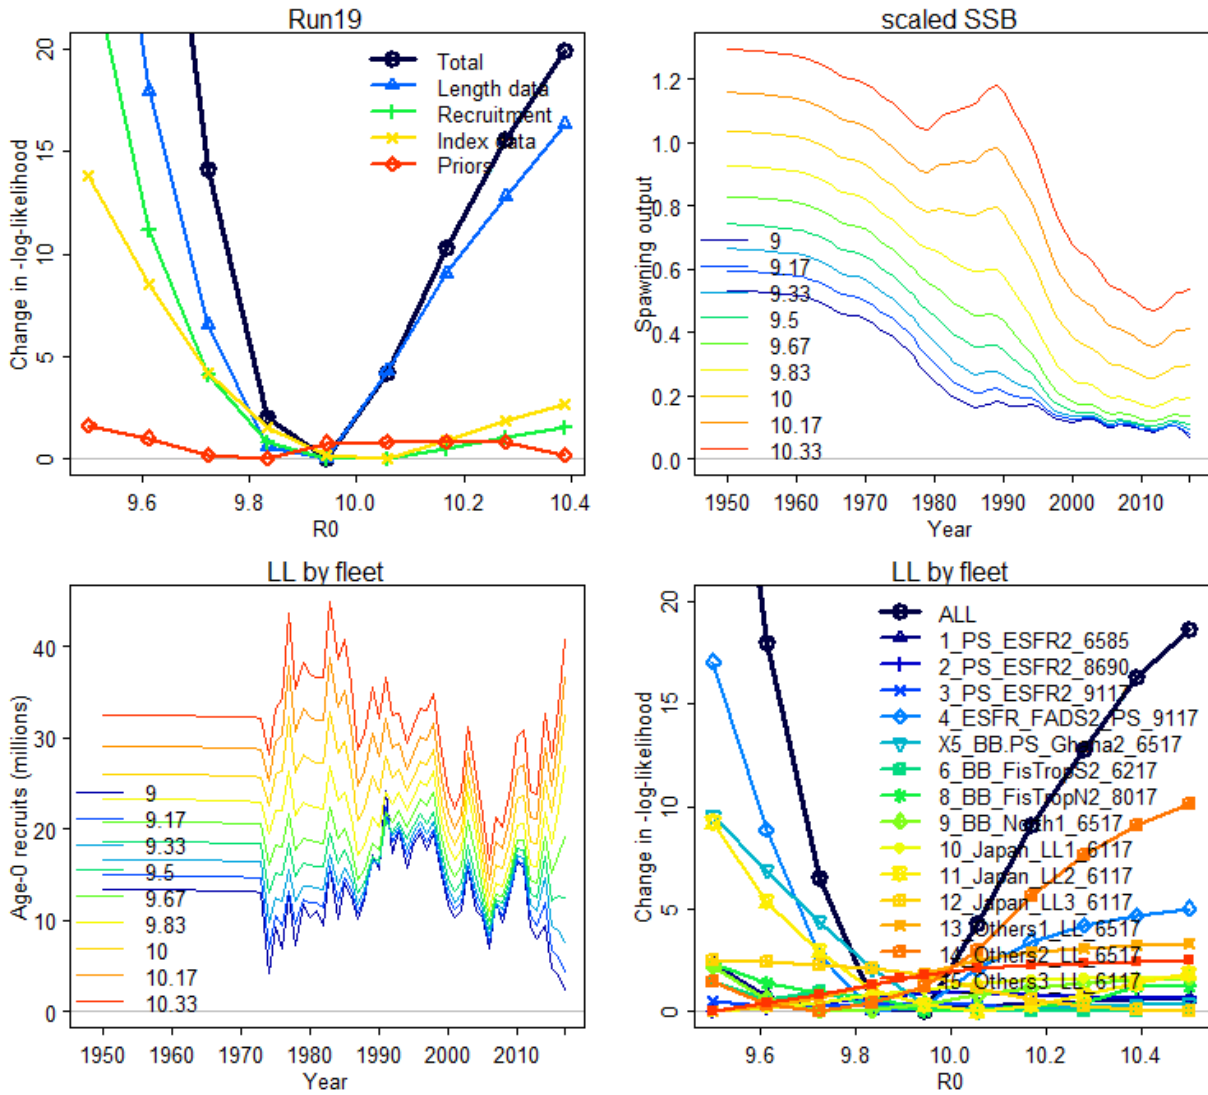 Run19
20
15
10
5
0
Change in -log-likelihood
Total
Length data
Recruitment
Index data
Priors
9.6
9.8
10.0
10.2
10.4
R0
scaled SSB
1.2
1.0
0.8
0.6
0.4
0.2
0.0
Spawning output
9
9.17
9.33
9.5
9.67
9.83
10
10.17
10.33
1950
1960
1970
1980
1990
2000
2010
Year
LL by fleet
40
30
20
10
0
Age-0 recruits (millions)
9
9.17
9.33
9.5
9.67
9.83
10
10.17
10.33
1950
1960
1970
1980
1990
2000
2010
Year
LL by fleet
20
15
10
5
0
Change in -log-likelihood
ALL
1_PS_ESFR2_6585
2_PS_ESFR2_8690
3_PS_ESFR2_9117
4_ESFR_FADS2_PS_9117
X5_BB.PS_Ghana2_6517
6_BB_FisTropS2_6217
8_BB_FisTropN2_8017
9_BB_North1_6517
10_Japan_LL1_6117
11_Japan_LL2_6117
12_Japan_LL3_6117
13_Others1_LL_6517
14_Others2_LL_6517
15_Others3_LL_6117
9.6
9.8
10.0
10.2
10.4
R0